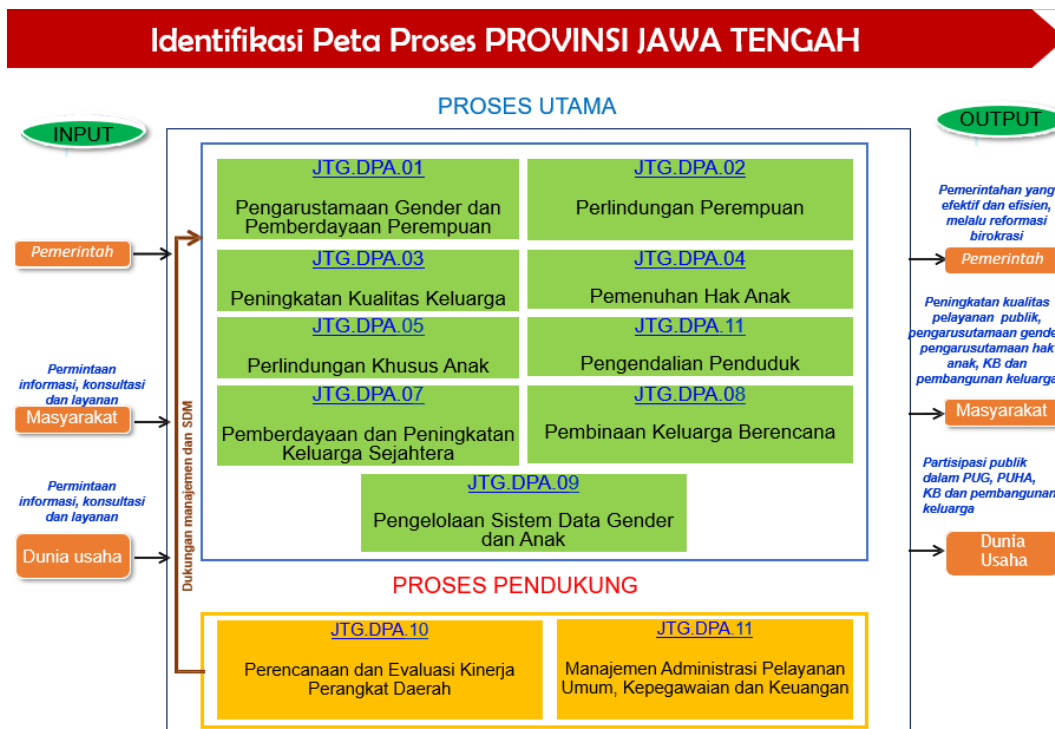 Identifikasi Peta Proses PROVINSI JAWA TENGAH
PROSES UTAMA
INPUT
OUTPUT
JTG.DPA.01
Pengarustamaan Gender dan
Pemberdayaan Perempuan
JTG.DPA.02
Perlindungan Perempuan
JTG.DPA.03
Peningkatan Kualitas Keluarga
JTG.DPA.04
Pemenuhan Hak Anak
JTG.DPA.05
Perlindungan Khusus Anak
JTG.DPA.11
Pengendalian Penduduk
JTG.DPA.07
Pemberdayaan dan Peningkatan
Keluarga Sejahtera
JTG.DPA.08
Pembinaan Keluarga Berencana
JTG.DPA.09
Pengelolaan Sistem Data Gender
dan Anak
PROSES PENDUKUNG
JTG.DPA.10
Perencanaan dan Evaluasi Kinerja
Perangkat Daerah
JTG.DPA.11
Manajemen Administrasi Pelayanan
Umum, Kepegawaian dan Keuangan
Dukungan manajemen dan SDM
Pemerintah
Permintaan
informasi, konsultasi
dan layanan
Masyarakat
Permintaan
informasi, konsultasi
dan layanan
Dunia usaha
Pemerintahan yang
efektif dan efisien,
melalu reformasi
birokrasi
Pemerintah
Peningkatan kualitas
pelayanan publik,
pengarusutamaan gender
pengarusutamaan hak
anak, KB dan
pembangunan keluarga
Masyarakat
Partisipasi publik
dalam PUG, PUHA,
KB dan pembangunan
keluarga
Dunia
Usaha